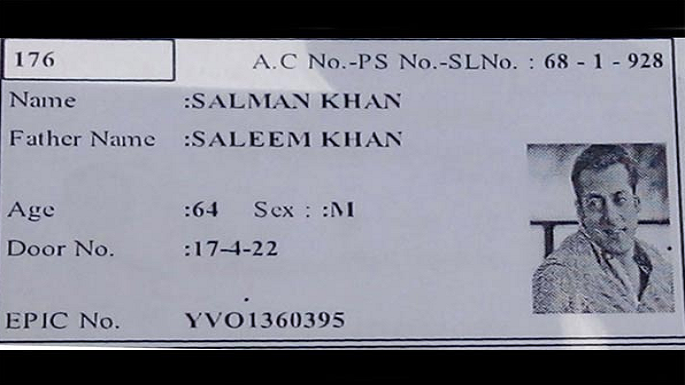 176 A.C No.-PS No.-SLNo. : 68 - 1 - 928
Name :SALMAN KHAN
Father Name :SALEEM KHAN
Age :64 Sex : :M
Door No. :17-4-22
EPIC No. YVO1360395